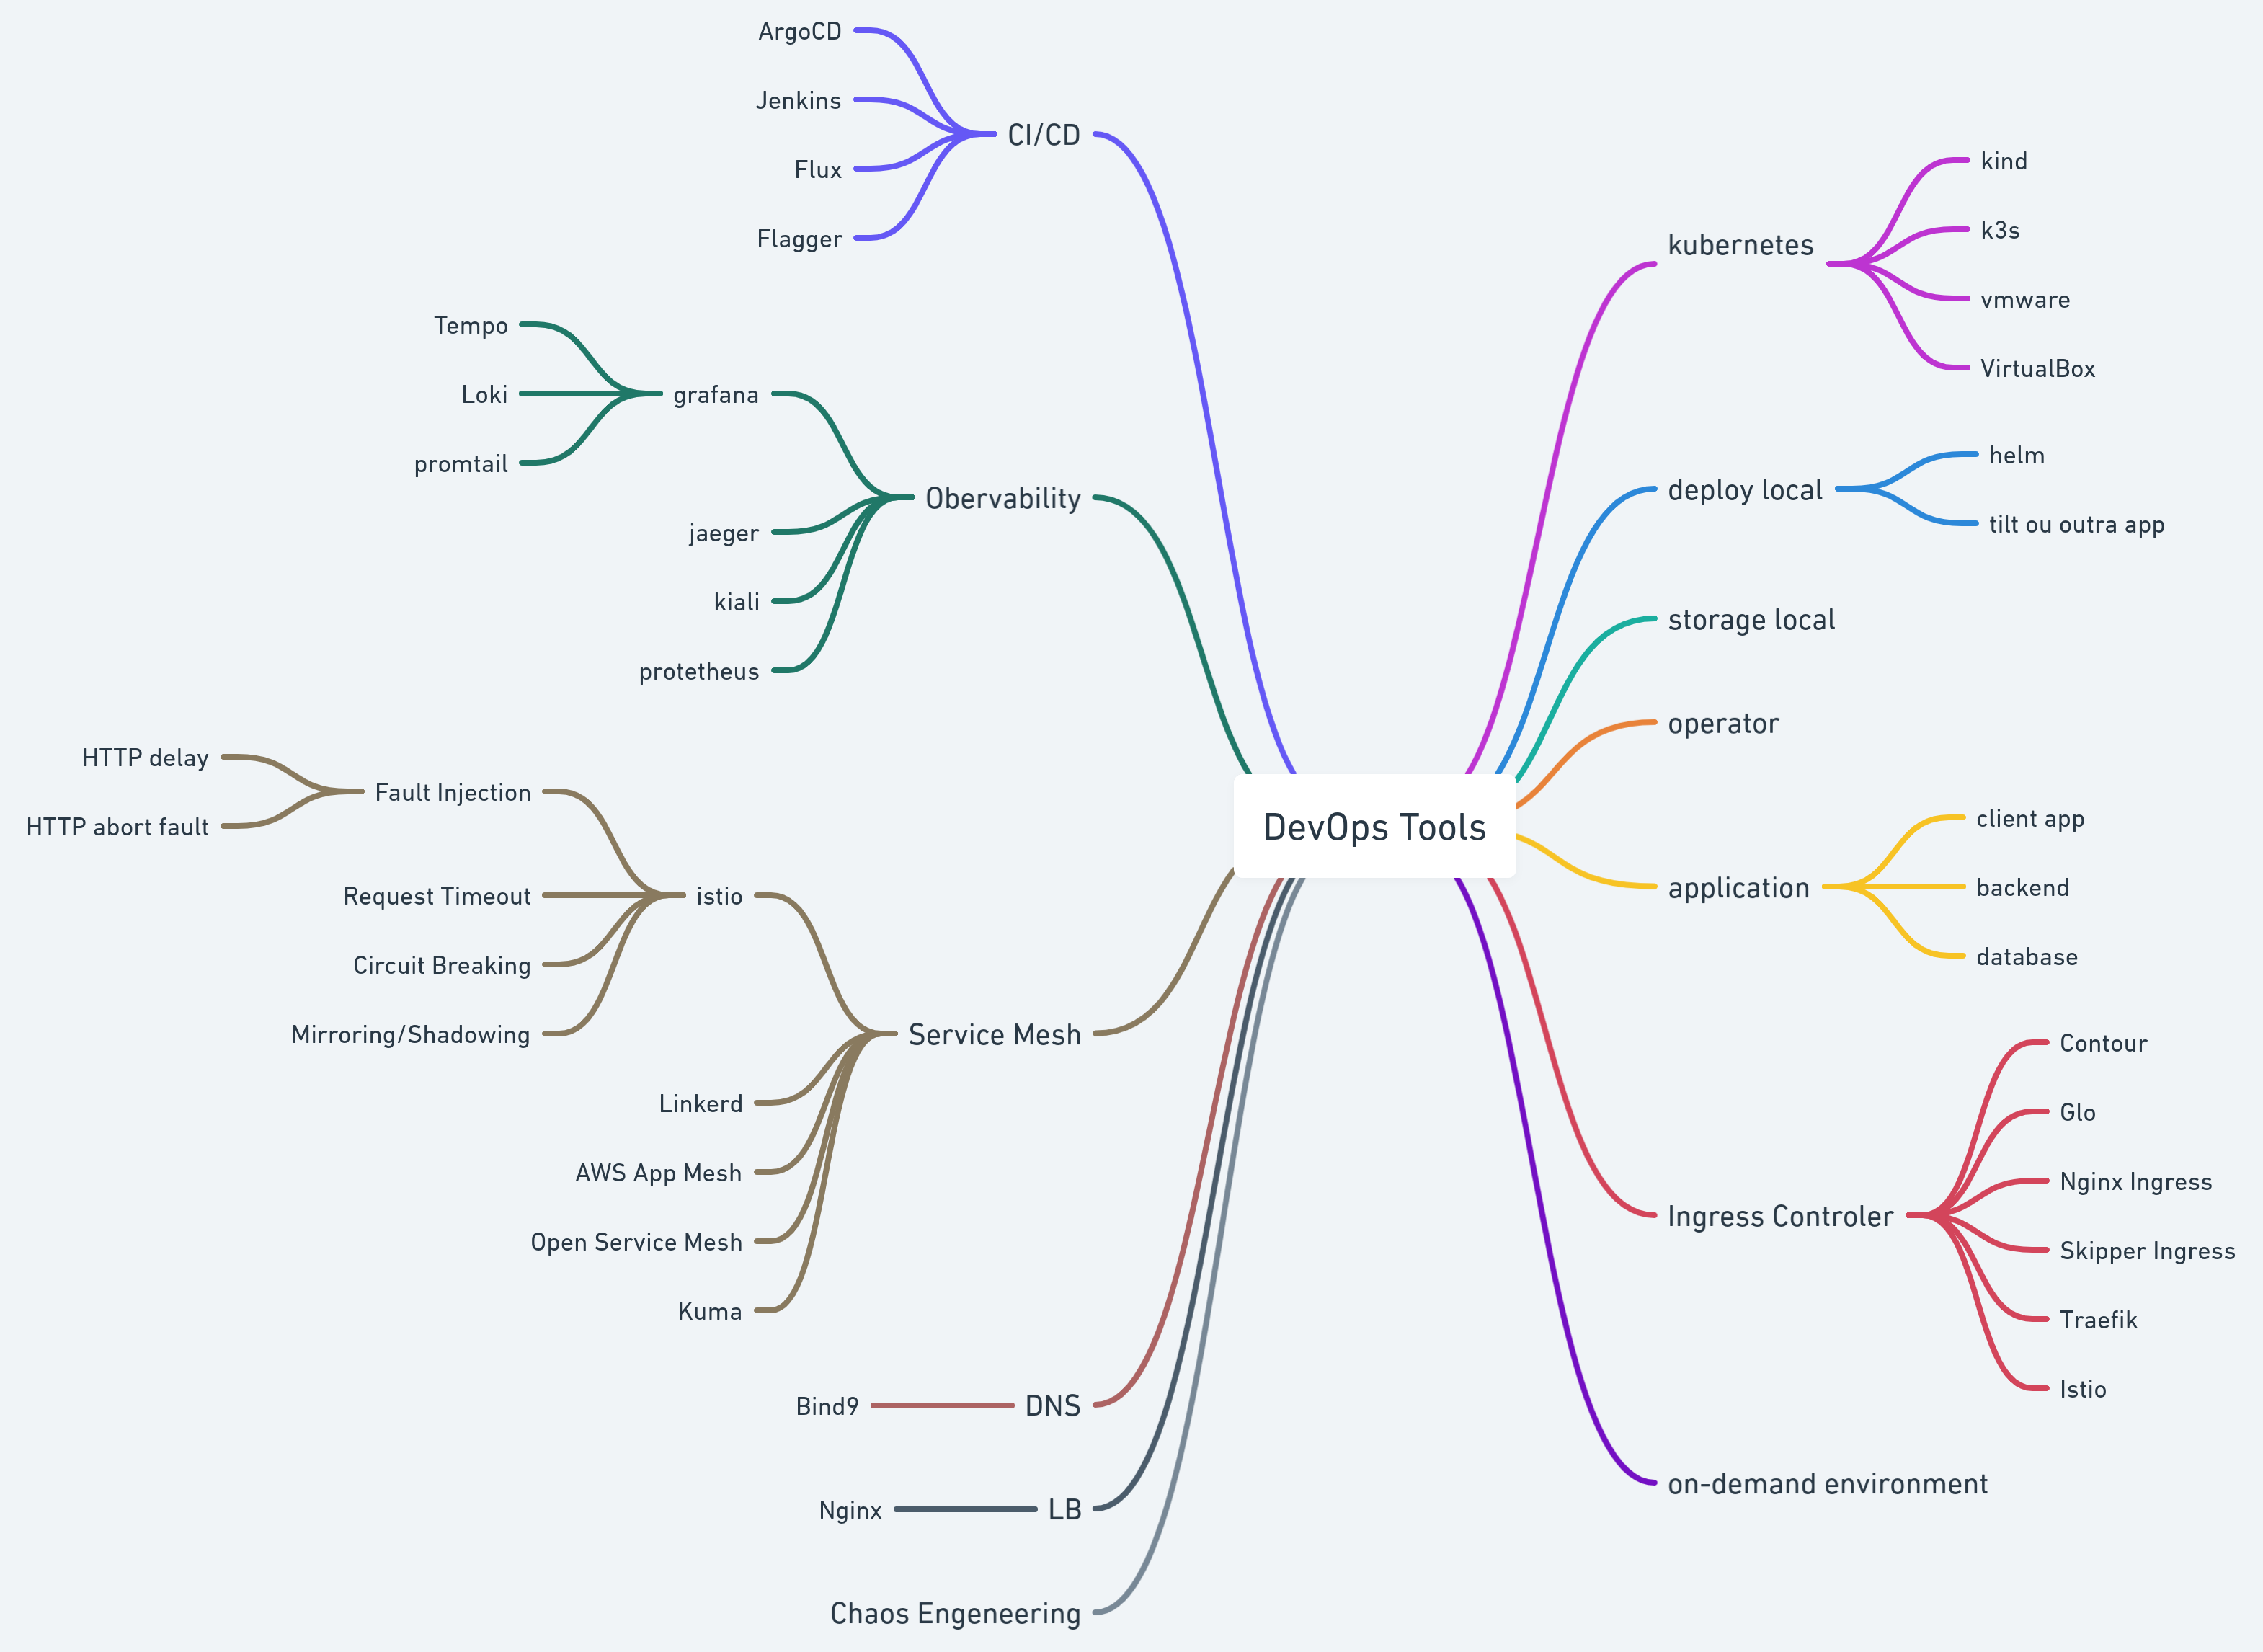 DevOps Tools
CI/CD
ArgoCD
Jenkins
Flux
Flagger
Obervability
grafana
Tempo
Loki
promtail
jaeger
kiali
protetheus
Service Mesh
istio
Fault Injection
HTTP delay
HTTP abort fault
Request Timeout
Circuit Breaking
Mirroring/Shadowing
Linkerd
AWS App Mesh
Open Service Mesh
Kuma
DNS
Bind9
LB
Nginx
Chaos Engeneering
kubernetes
kind
k3s
vmware
VirtualBox
deploy local
helm
tilt ou outra app
storage local
operator
application
client app
backend
database
Ingress Controler
Contour
Glo
Nginx Ingress
Skipper Ingress
Traefik
Istio
on-demand environment